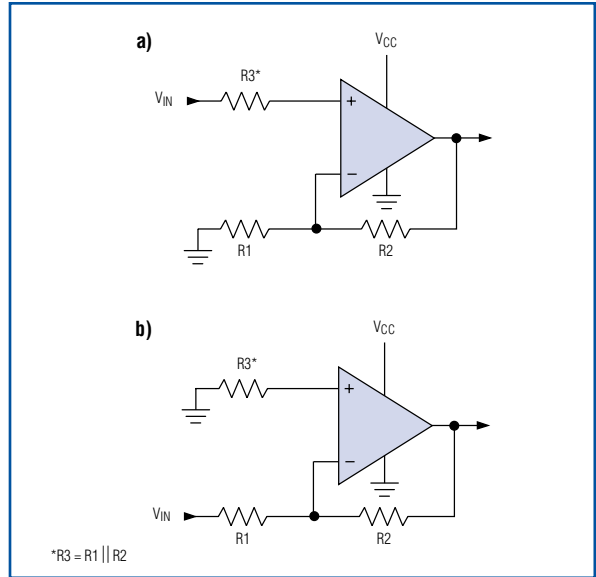 a)
VCC
R3*
VIN
+
−
R1
R2
b)
VCC
R3*
+
−
VIN
R1
R2
*R3 = R1 || R2